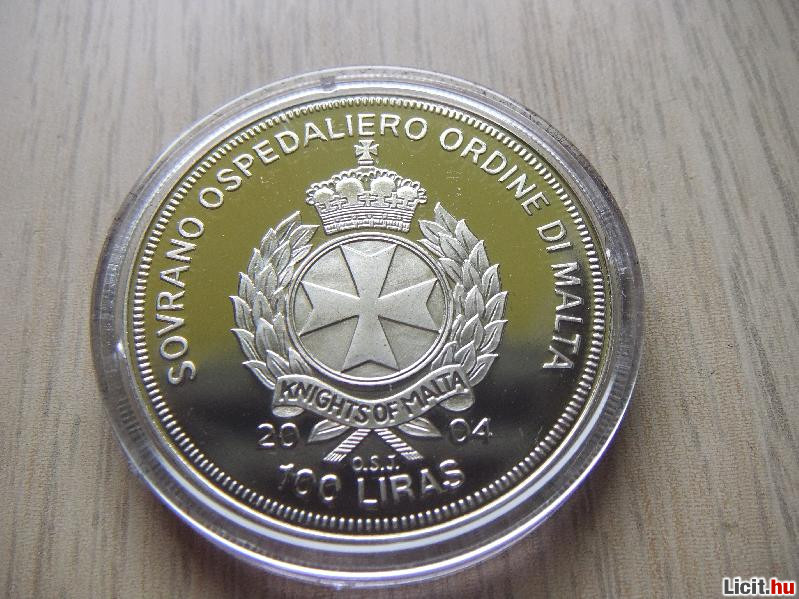 SOVRANO OSPEDALIERO ORDINE DI MALTA
KNIGHTS OF MALTA
20 04
O.S.J.
100 LIRAS
Licit.hu